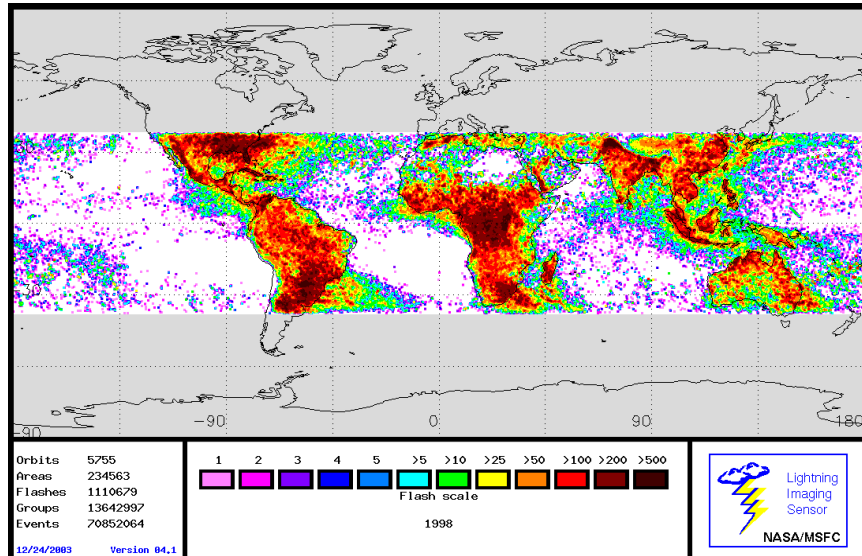 30
-30
-90
-90
0
90
180
Orbits 5755
Areas 234563
Flashes 1110679
Groups 13642997
Events 70852064
12/24/2003 Version 04.1
1 2 3 4 5 >5 >10 >25 >50 >100 >200 >500
Flash scale
1998
Lightning
Imaging
Sensor
NASA/MSFC